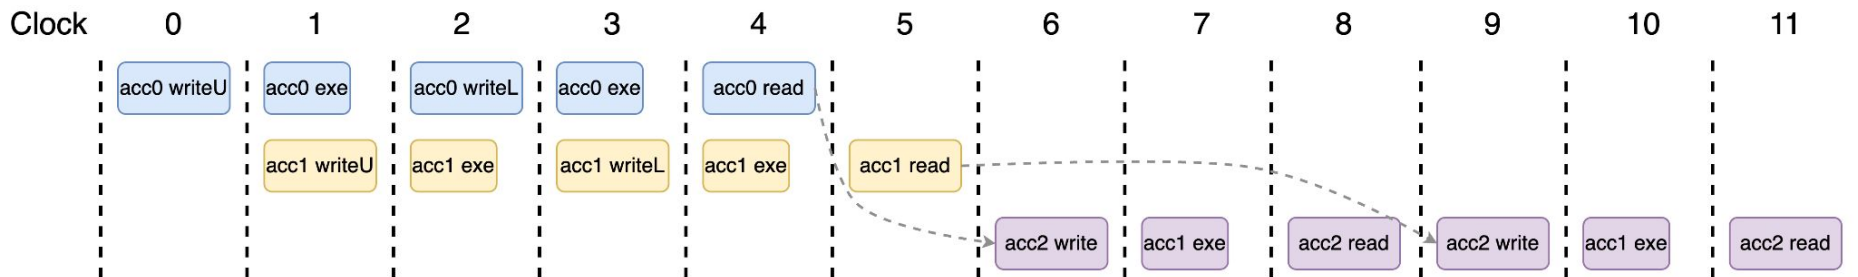 Clock 0 1 2 3 4 5 6 7 8 9 10 11
acc0 writeU acc0 exe acc0 writeL acc0 exe acc0 read
acc1 writeU acc1 exe acc1 writeL acc1 exe acc1 read
acc2 write acc1 exe acc2 read acc2 write acc1 exe acc2 read